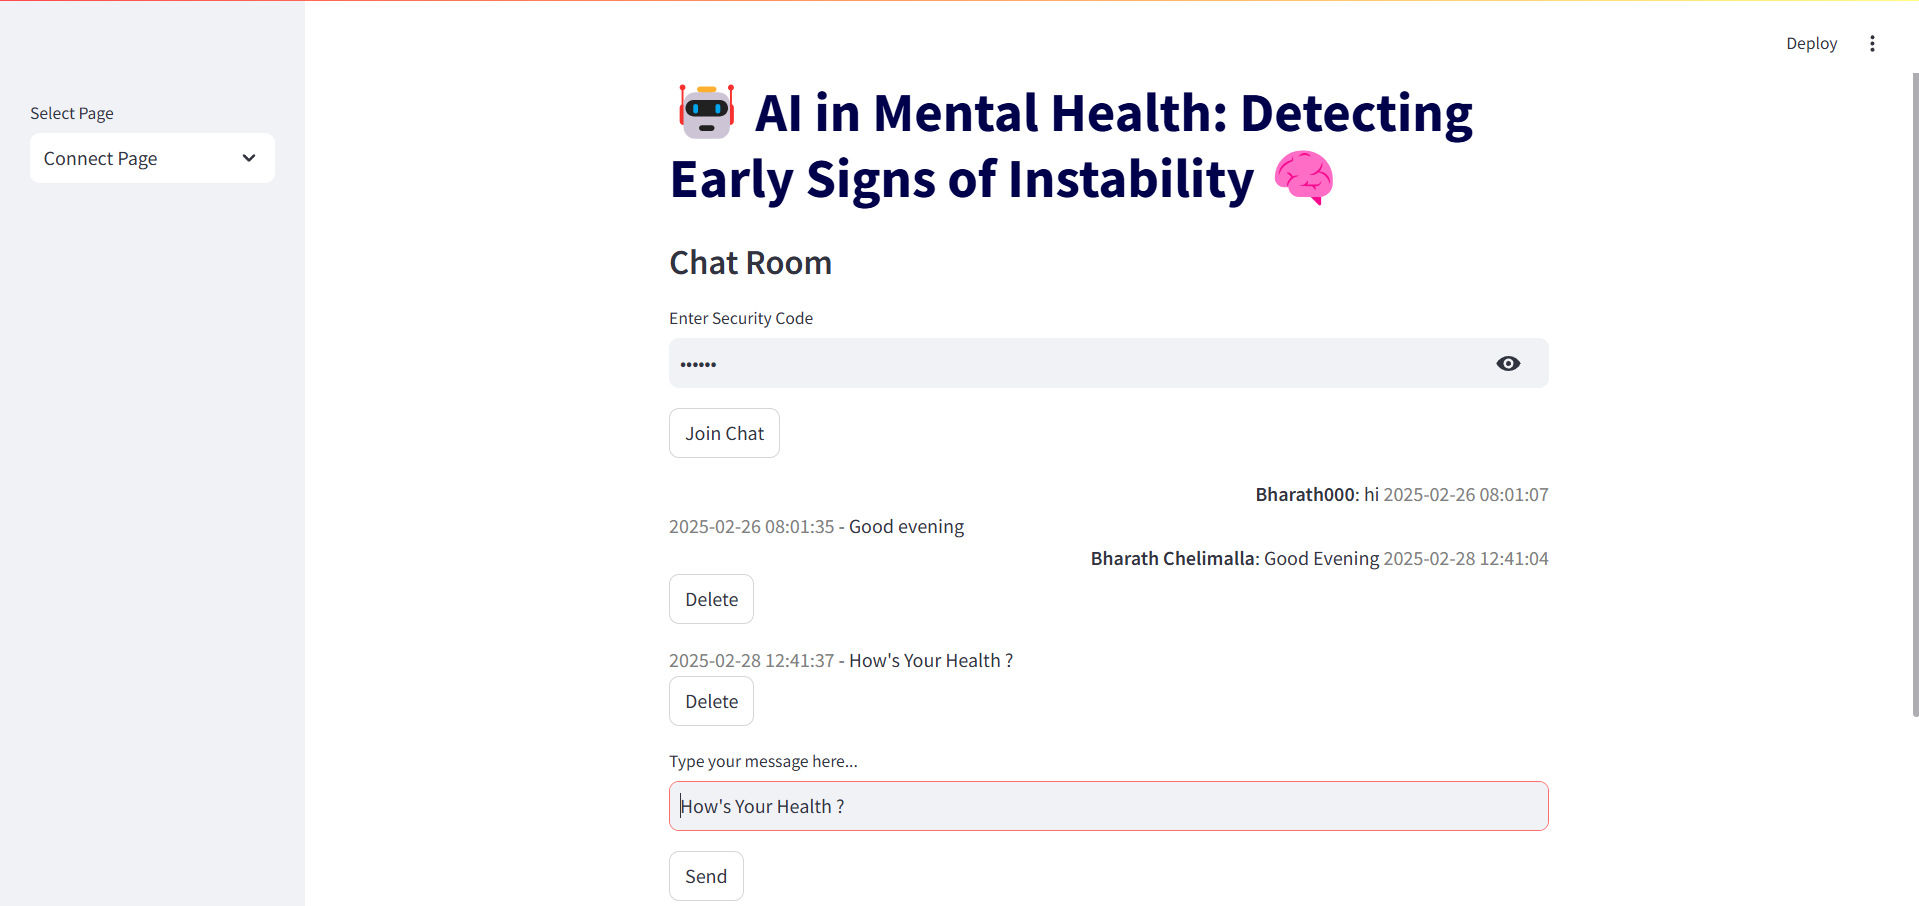 Deploy
Select Page
Connect Page
AI in Mental Health: Detecting
Early Signs of Instability
Chat Room
Enter Security Code
••••••
Join Chat
Bharath000: hi 2025-02-26 08:01:07
2025-02-26 08:01:35 - Good evening
Bharath Chelimalla: Good Evening 2025-02-28 12:41:04
Delete
2025-02-28 12:41:37 - How's Your Health ?
Delete
Type your message here...
How's Your Health ?
Send